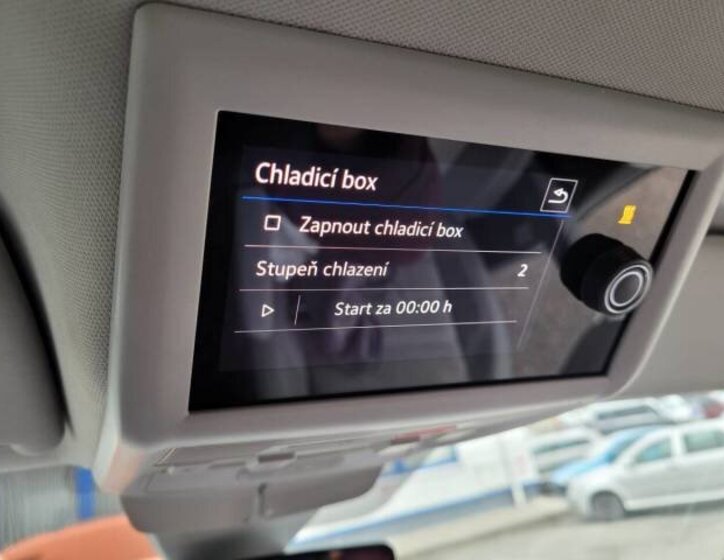 Chladicí box
Zapnout chladicí box
Stupeň chlazení 2
Start za 00:00 h